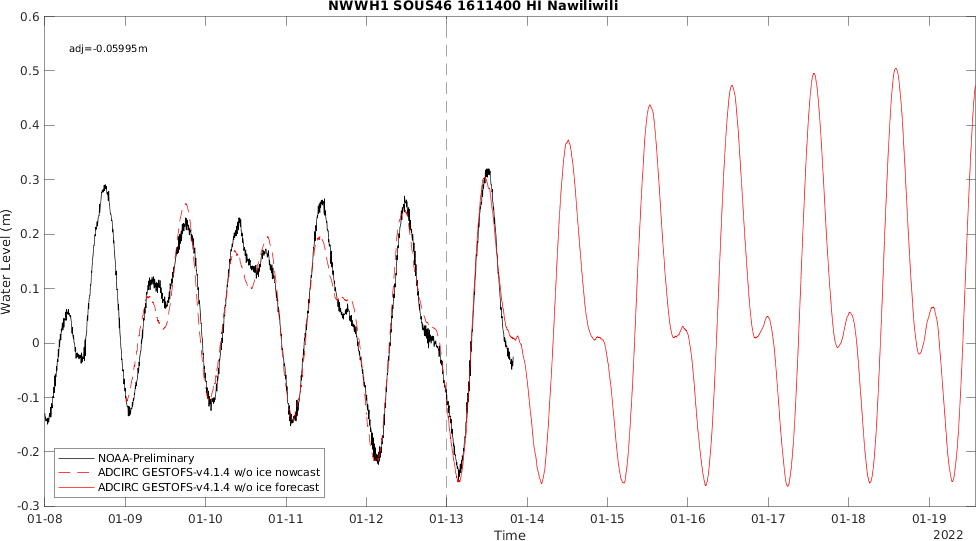 NWWH1 SOUS46 1611400 HI Nawiliwili
adj=-0.05995m
0.6
0.5
0.4
0.3
0.2
0.1
0
-0.1
-0.2
-0.3
Water Level (m)
NOAA-Preliminary
ADCIRC GESTOFS-v4.1.4 w/o ice nowcast
ADCIRC GESTOFS-v4.1.4 w/o ice forecast
01-08 01-09 01-10 01-11 01-12 01-13 01-14 01-15 01-16 01-17 01-18 01-19
Time
2022